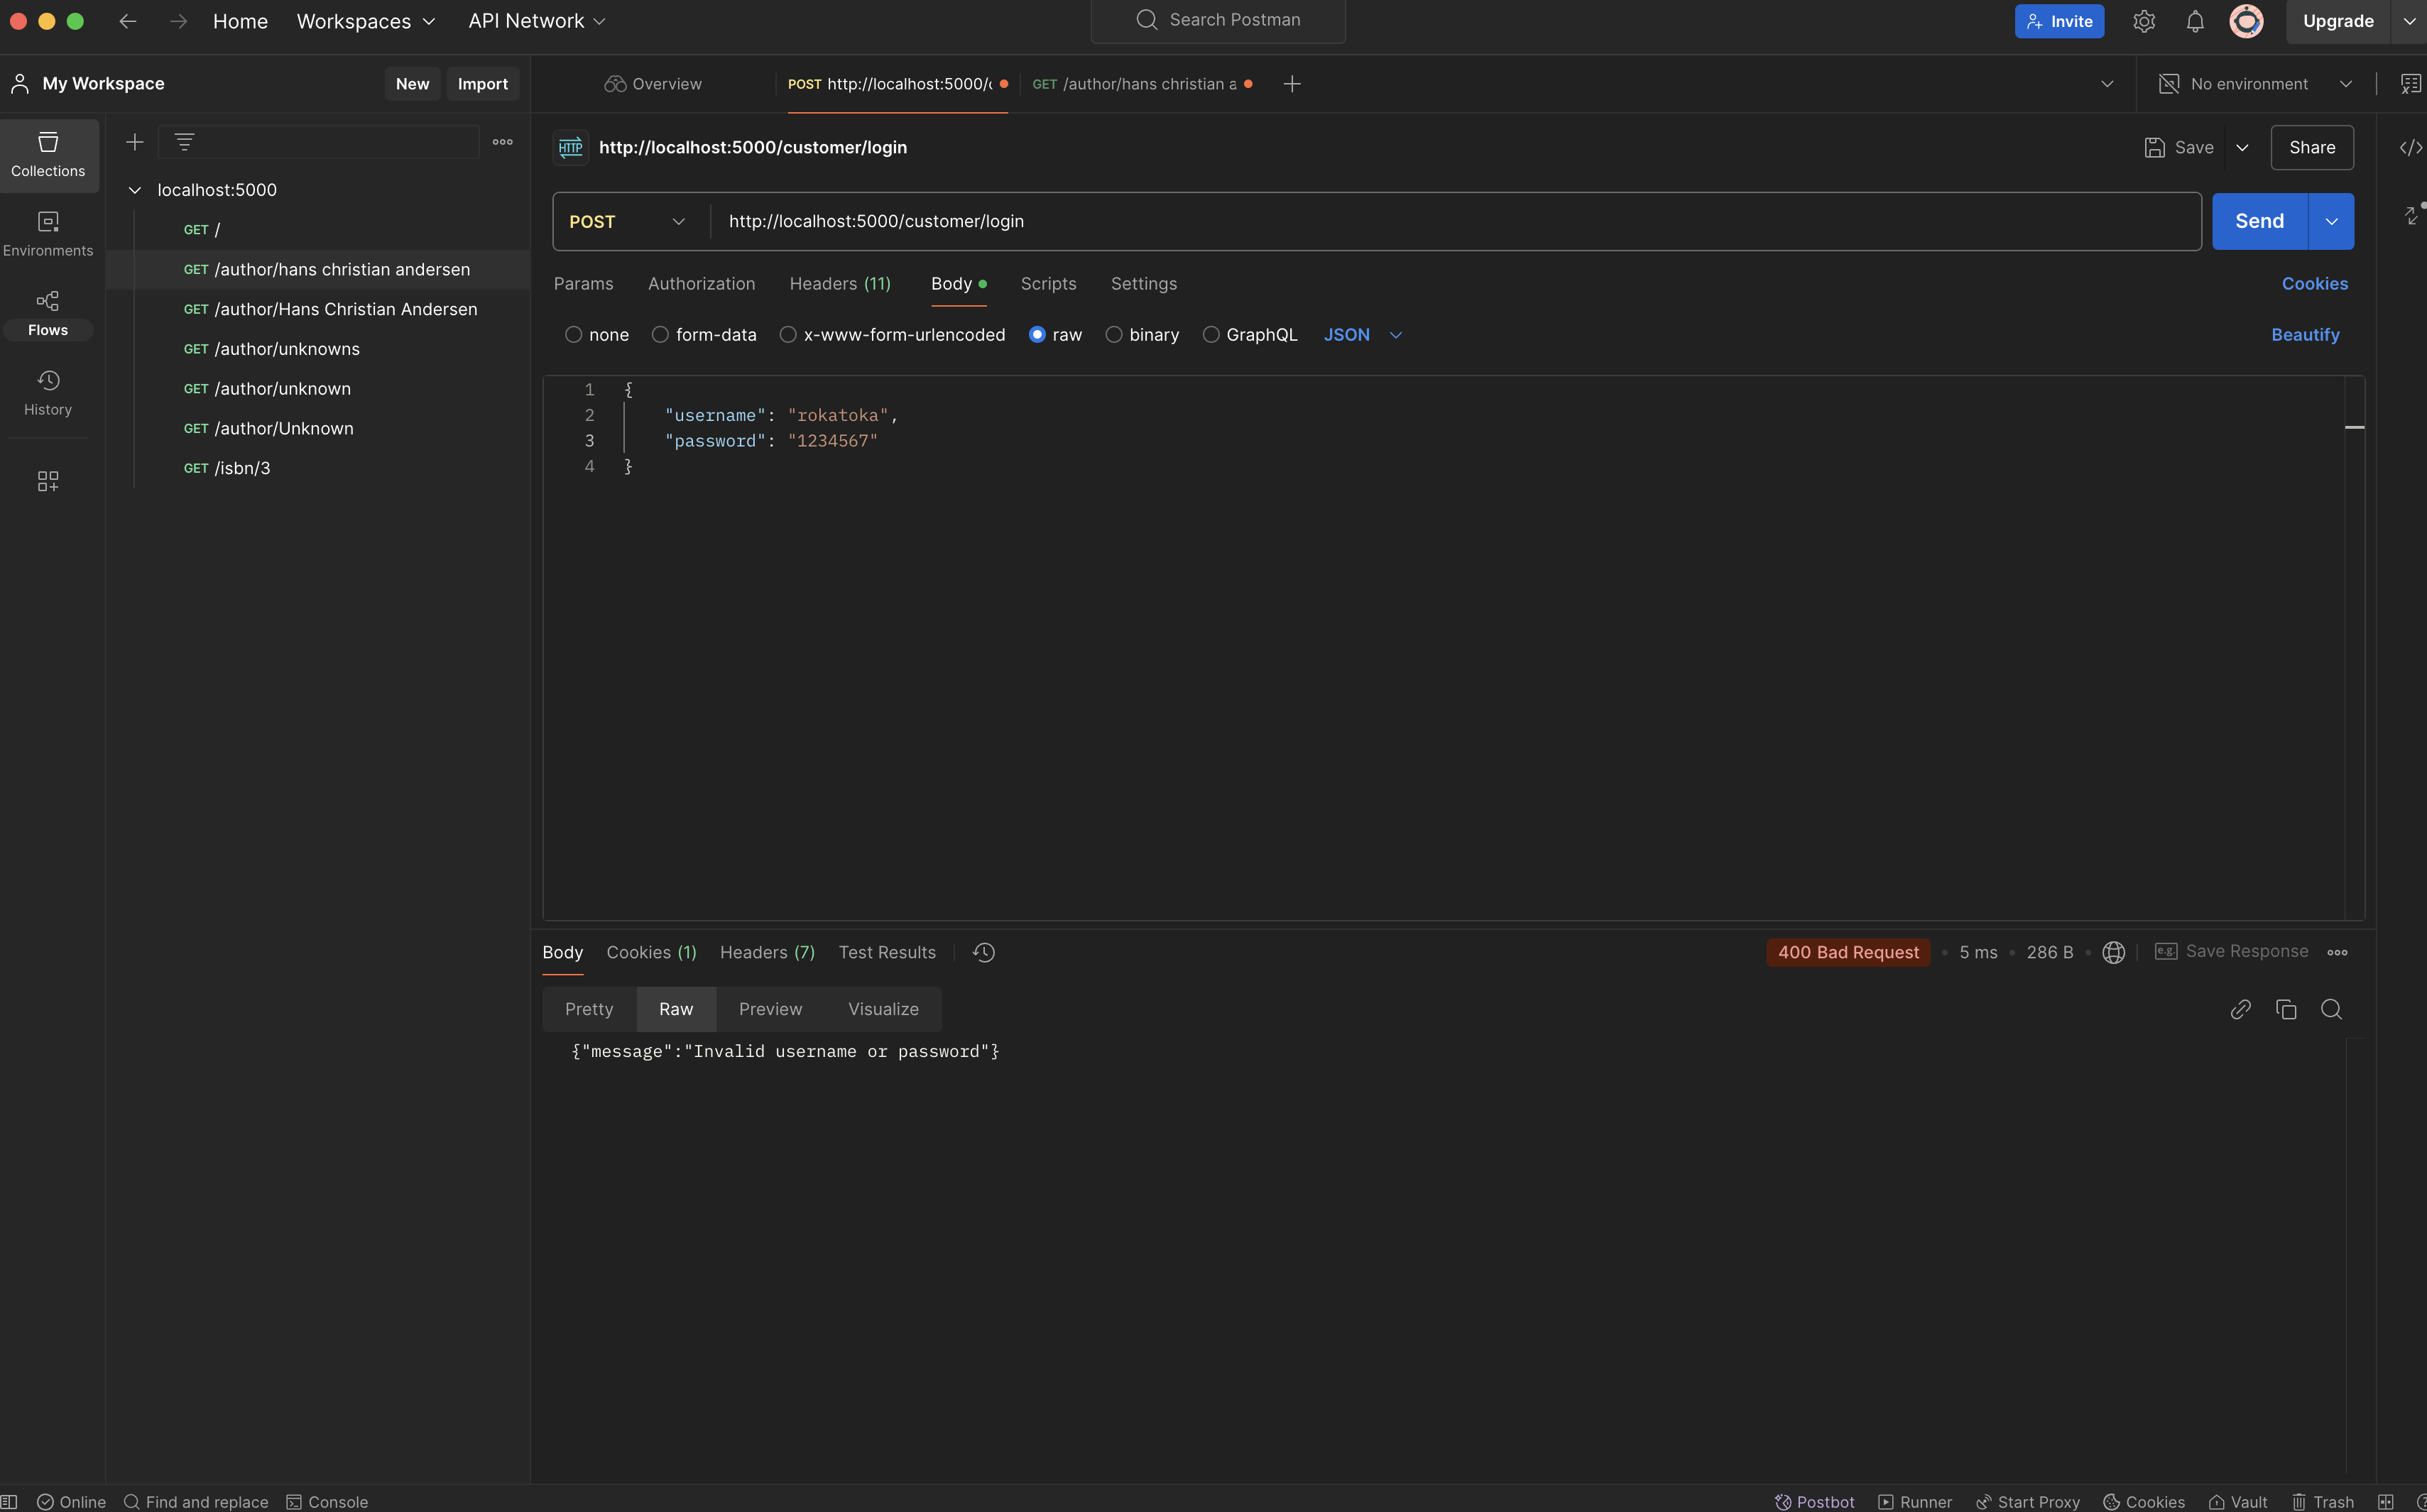 Home Workspaces API Network Search Postman Invite Upgrade
My Workspace New Import Overview POST http://localhost:5000/c GET /author/hans christian a No environment
Collections
Environments
Flows
History
localhost:5000
GET /
GET /author/hans christian andersen
GET /author/Hans Christian Andersen
GET /author/unknowns
GET /author/unknown
GET /author/Unknown
GET /isbn/3
HTTP http://localhost:5000/customer/login Save Share
POST http://localhost:5000/customer/login Send
Params Authorization Headers (11) Body Scripts Settings Cookies
none form-data x-www-form-urlencoded raw binary GraphQL JSON Beautify
1 {
2 "username": "rokatoka",
3 "password": "1234567"
4 }
Body Cookies (1) Headers (7) Test Results 400 Bad Request 5 ms 286 B e.g. Save Response
Pretty Raw Preview Visualize
{"message":"Invalid username or password"}
Online Find and replace Console Postbot Runner Start Proxy Cookies Vault Trash